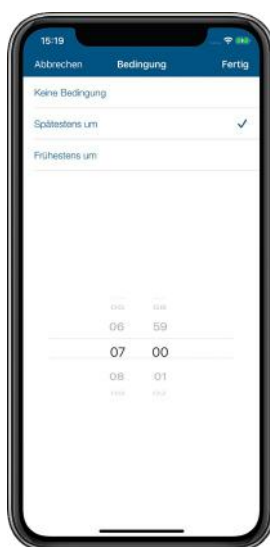 15:19
Abbrechen Bedingung Fertig
Keine Bedingung
Spätestens um
Frühestens um
06 59
07 00
08 01